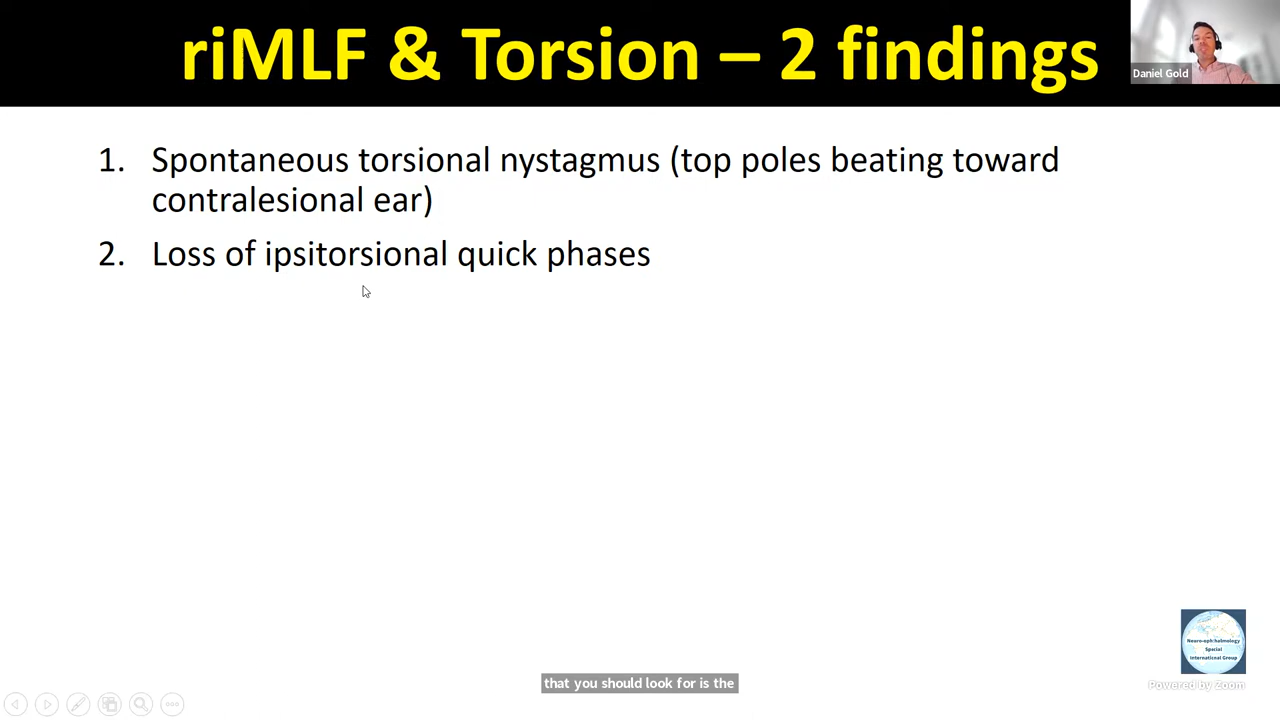 riMLF & Torsion – 2 findings
Daniel Gold
1. Spontaneous torsional nystagmus (top poles beating toward
contralesional ear)
2. Loss of ipsitorsional quick phases
Neuro-ophthalmology
Special
International Group
Powered by Zoom
that you should look for is the